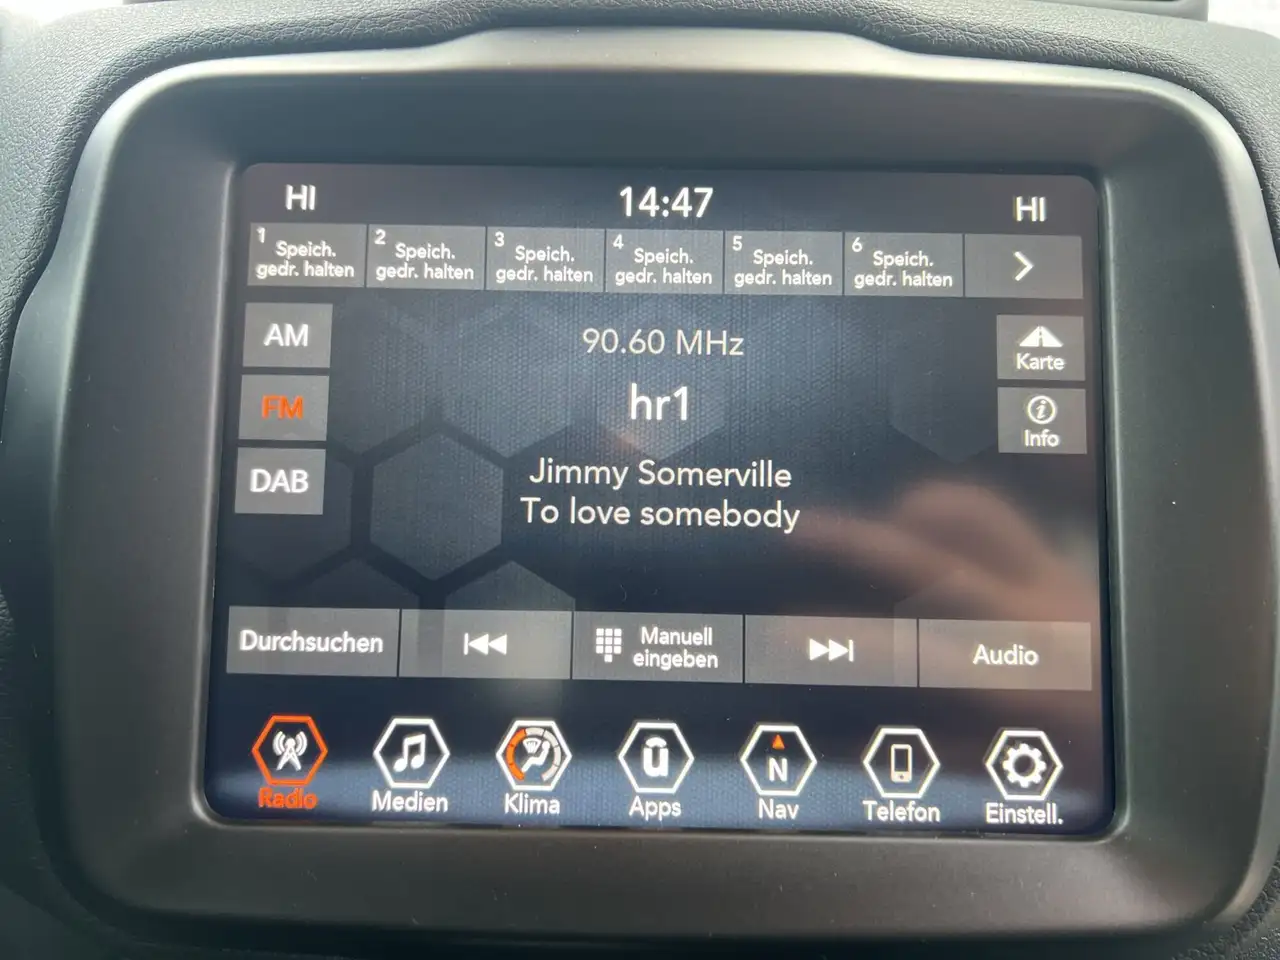 HI 14:47 HI
1 Speich. gedr. halten
2 Speich. gedr. halten
3 Speich. gedr. halten
4 Speich. gedr. halten
5 Speich. gedr. halten
6 Speich. gedr. halten
AM
90.60 MHz
Karte
FM
hr1
Info
DAB
Jimmy Somerville
To love somebody
Durchsuchen
Manuell
eingeben
Audio
Radio Medien Klima Apps Nav Telefon Einstell.